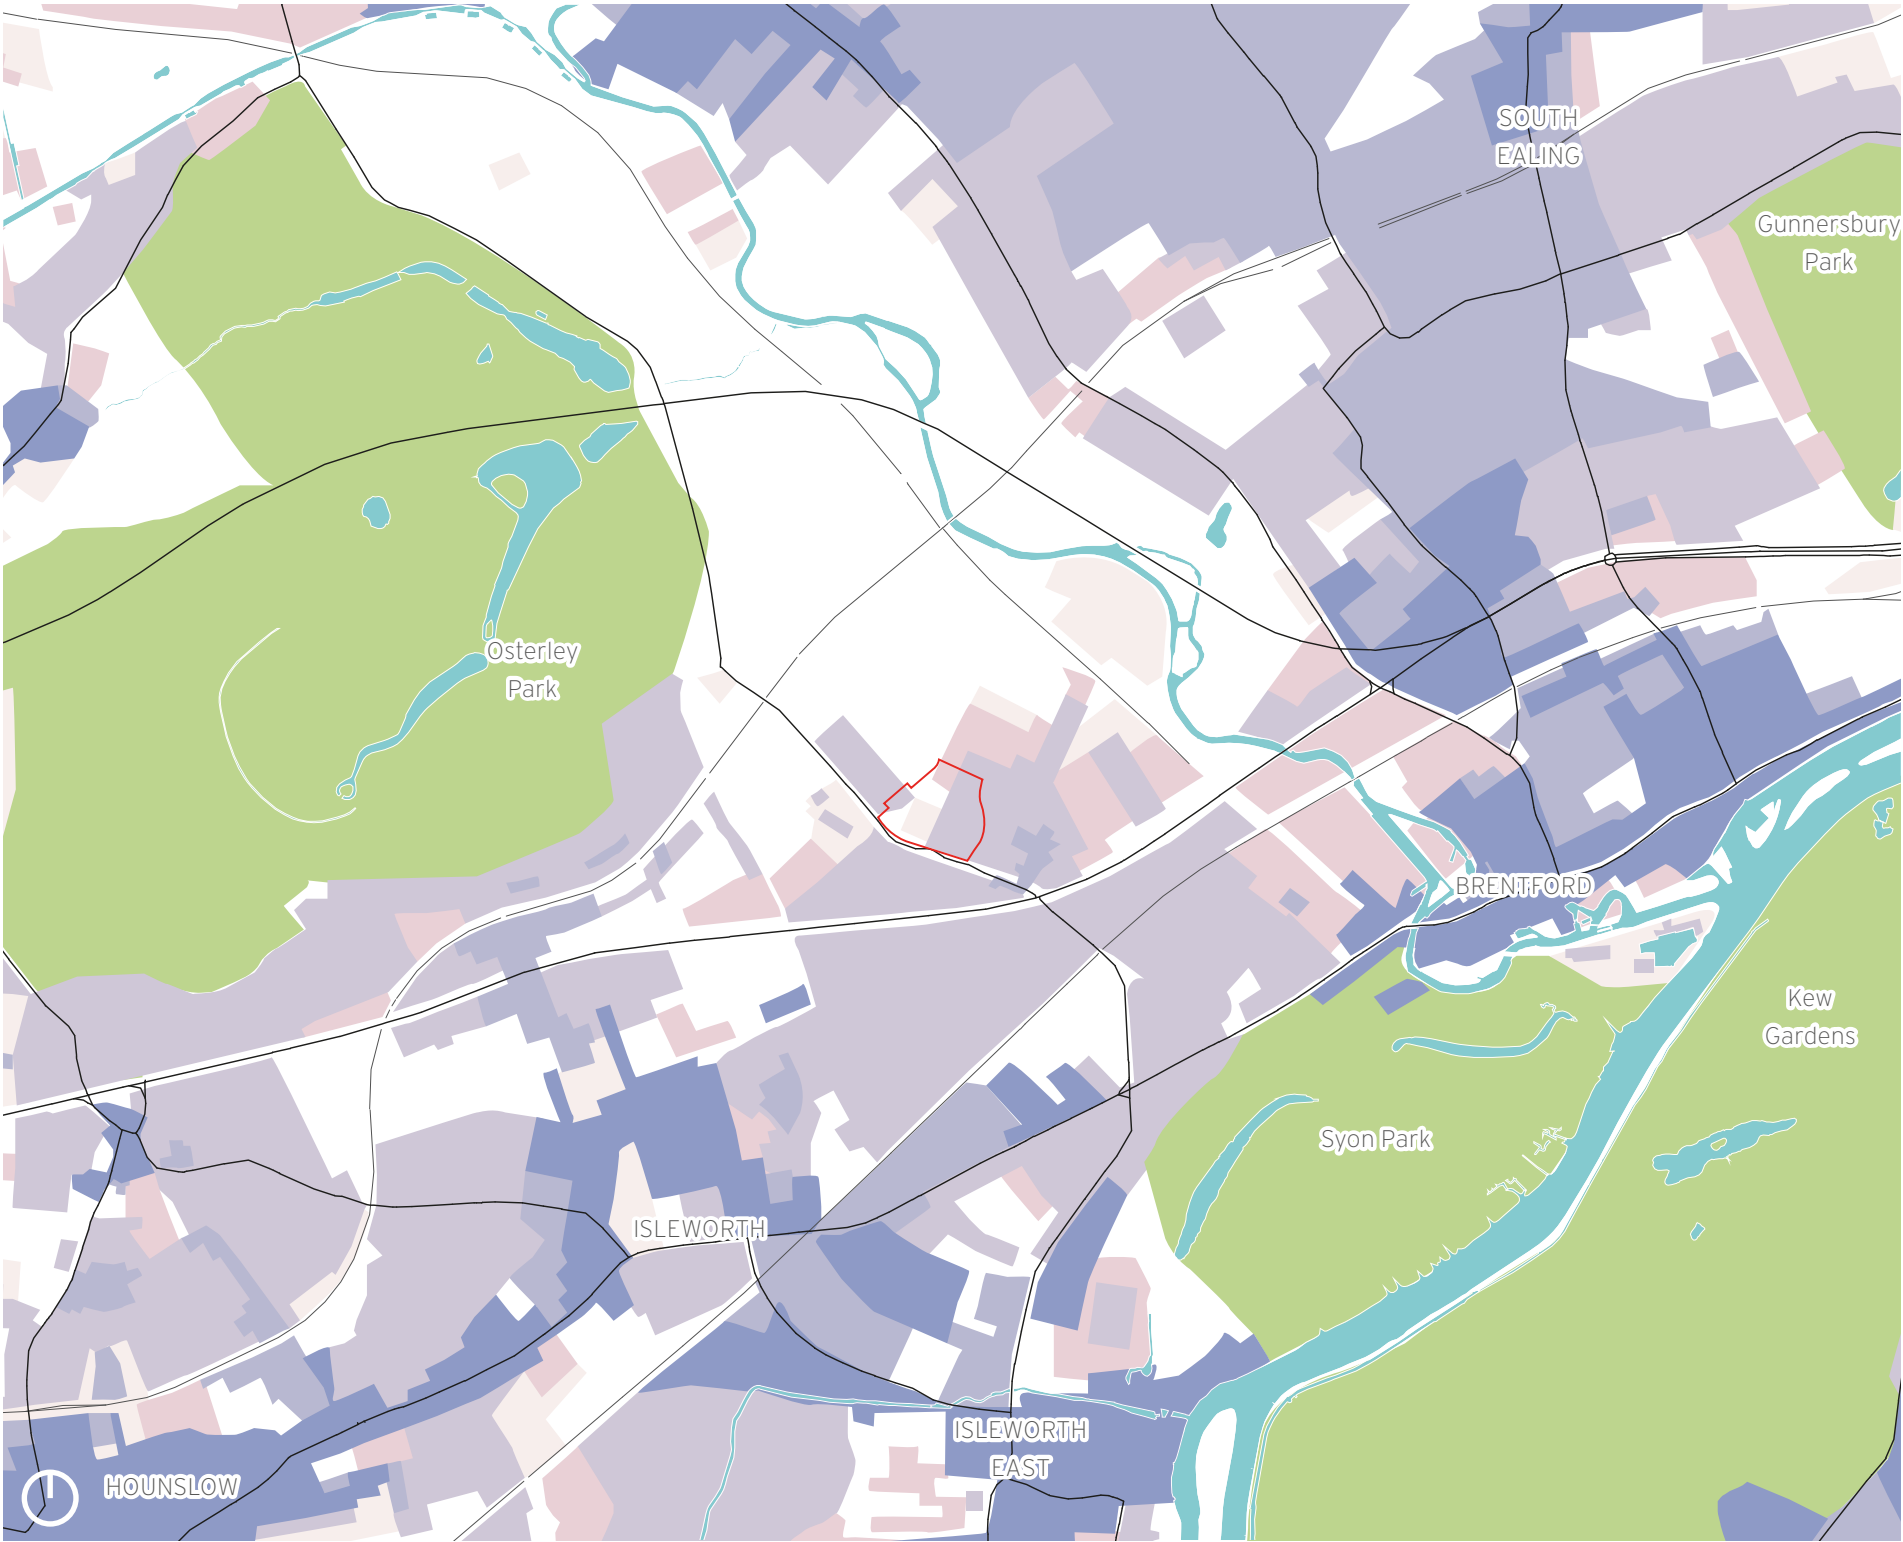 SOUTH
EALING
Gunnersbury
Park
Osterley
Park
BRENTFORD
Kew
Gardens
Syon Park
ISLEWORTH
ISLEWORTH
EAST
HOUNSLOW